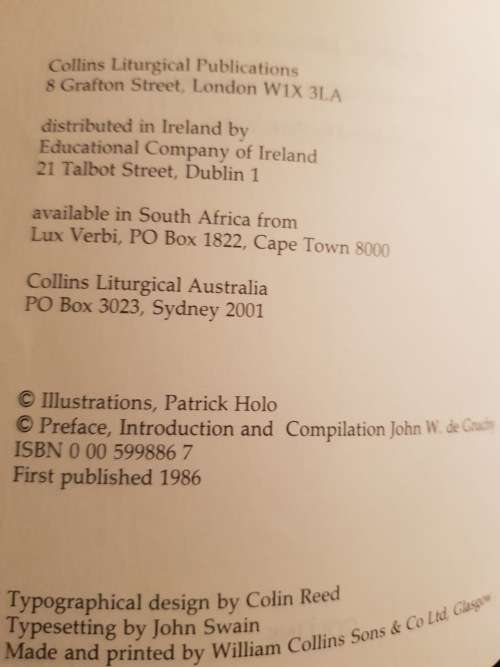 Collins Liturgical Publications
8 Grafton Street, London W1X 3LA
distributed in Ireland by
Educational Company of Ireland
21 Talbot Street, Dublin 1
available in South Africa from
Lux Verbi, PO Box 1822, Cape Town 8000
Collins Liturgical Australia
PO Box 3023, Sydney 2001
© Illustrations, Patrick Holo
© Preface, Introduction and Compilation John W. de Gruchy
ISBN 0 00 599886 7
First published 1986
Typographical design by Colin Reed
Typesetting by John Swain
Made and printed by William Collins Sons & Co Ltd, Glasgow